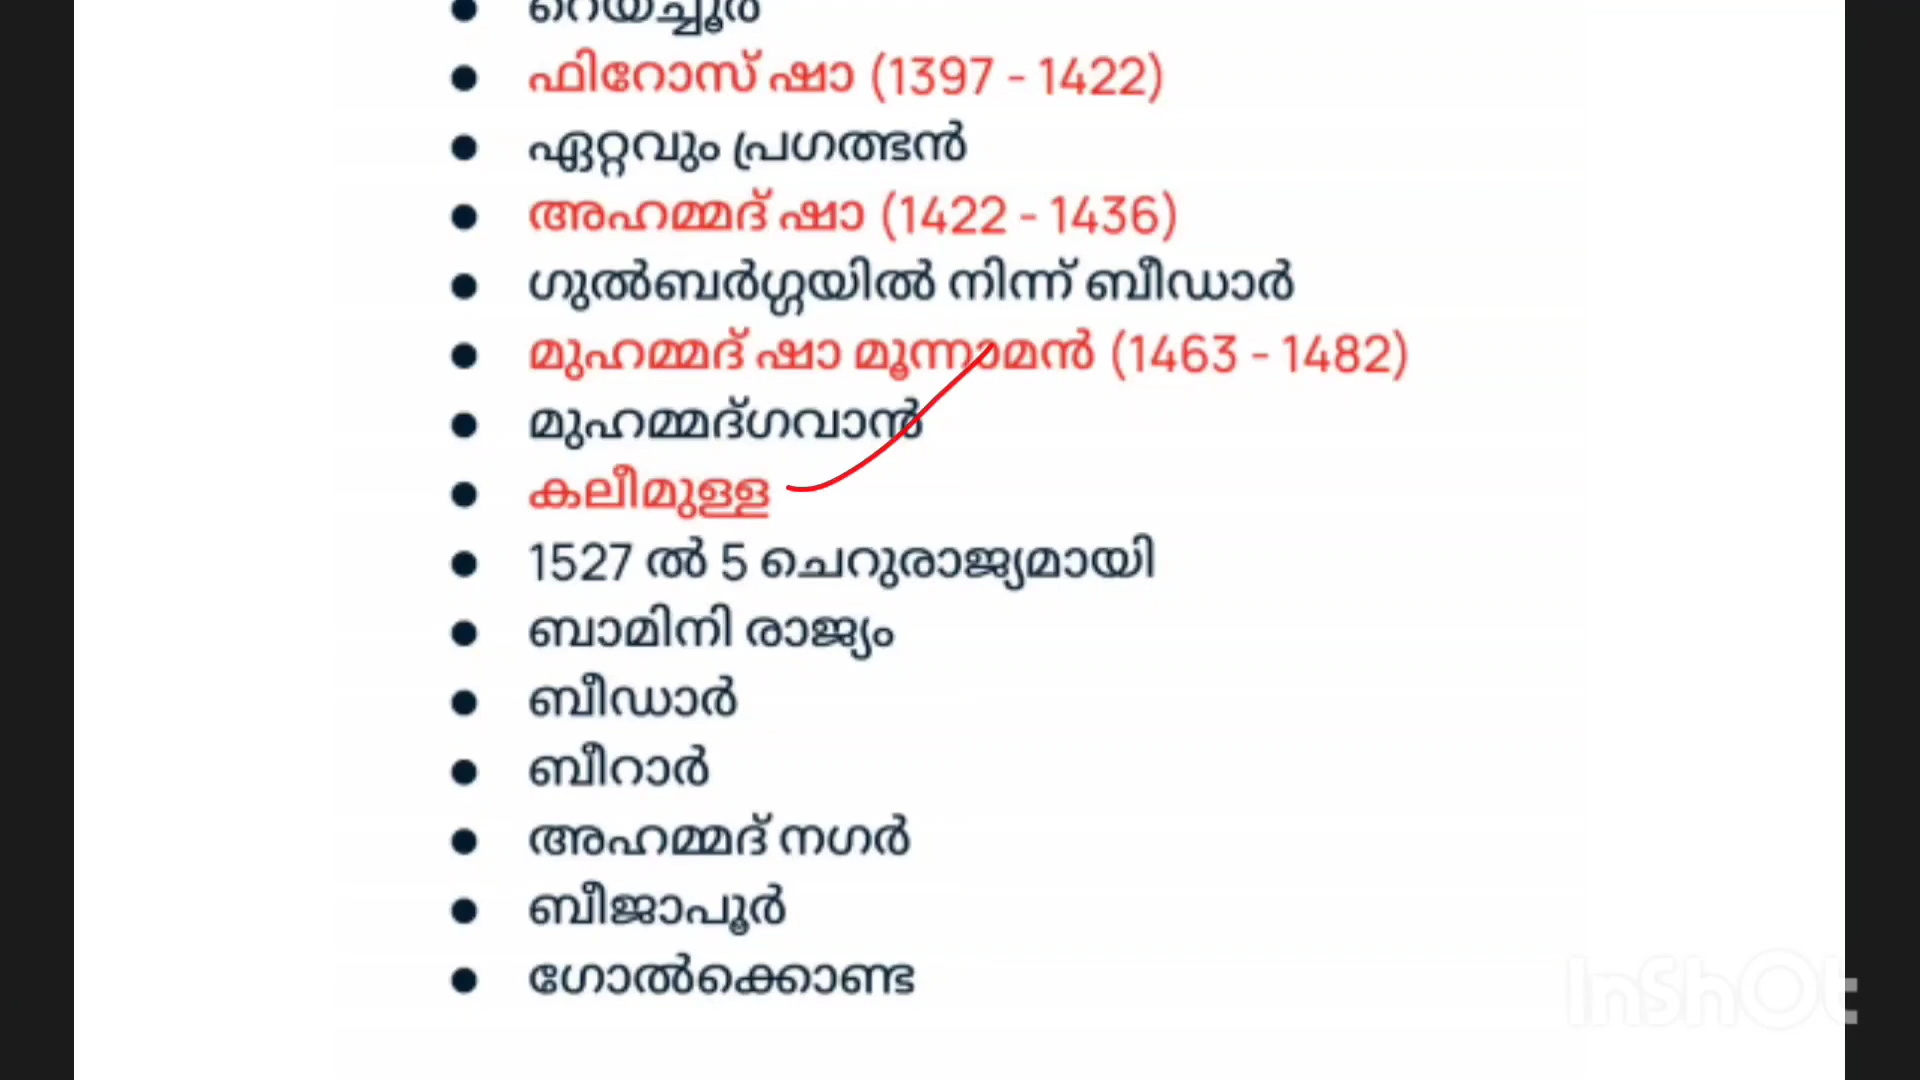 റെയ്ച്ചൂർ
ഫിറോസ് ഷാ (1397 - 1422)
ഏറ്റവും പ്രഗത്ഭൻ
അഹമ്മദ് ഷാ (1422 - 1436)
ഗുൽബർഗ്ഗയിൽ നിന്ന് ബീഡാർ
മുഹമ്മദ് ഷാ മൂന്നാമൻ (1463 - 1482)
മുഹമ്മദ്ഗവാൻ
കലീമുള്ള
1527 ൽ 5 ചെറുരാജ്യമായി
ബാമിനി രാജ്യം
ബീഡാർ
ബീറാർ
അഹമ്മദ് നഗർ
ബീജാപൂർ
ഗോൽക്കൊണ്ട
InShOt